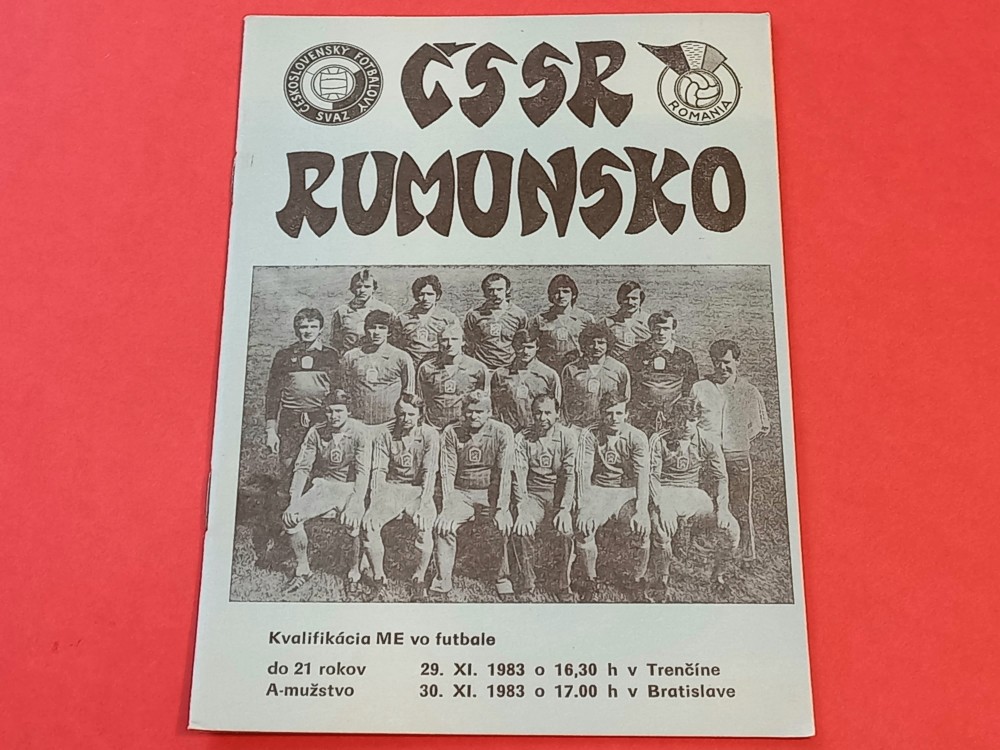 ČESKOSLOVENSKÝ FOTBALOVÝ SVAZ
ČSSR
ROMANIA
RUMUNSKO
Kvalifikácia ME vo futbale
do 21 rokov 29. XI. 1983 o 16,30 h v Trenčíne
A-mužstvo 30. XI. 1983 o 17.00 h v Bratislave